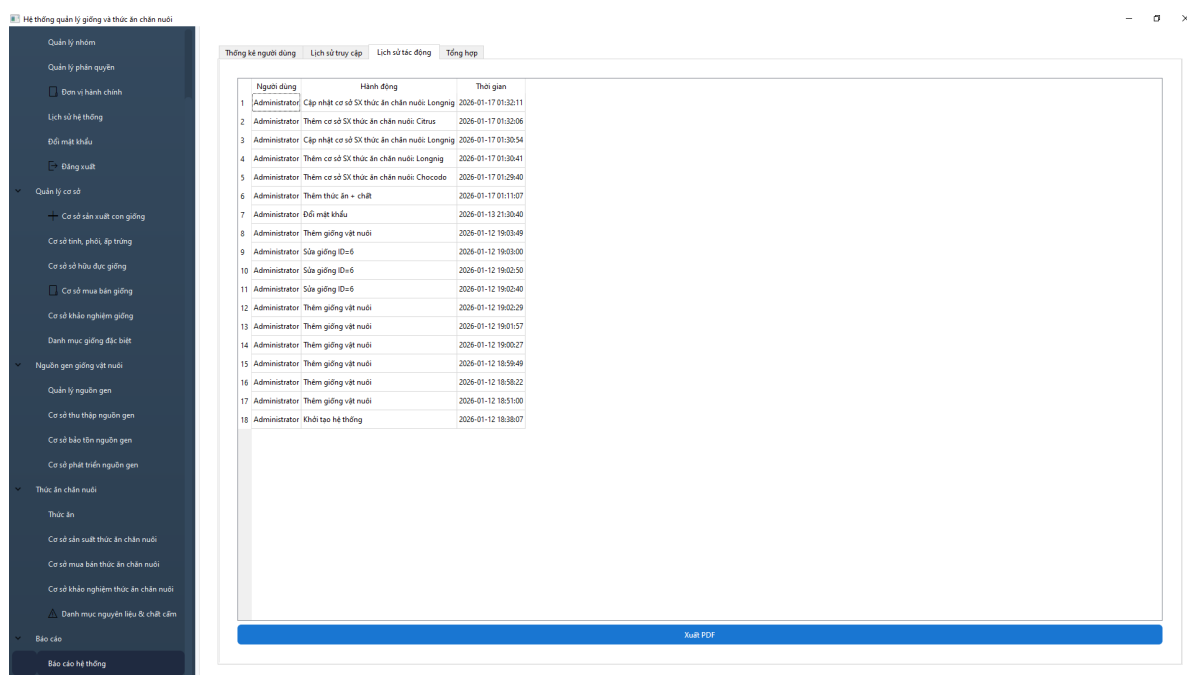 Hệ thống quản lý giống và thức ăn chăn nuôi
Quản lý nhóm
Quản lý phân quyền
Đơn vị hành chính
Lịch sử hệ thống
Đổi mật khẩu
Đăng xuất
Quản lý cơ sở
Cơ sở sản xuất con giống
Cơ sở tinh, phôi, ấp trứng
Cơ sở sở hữu đực giống
Cơ sở mua bán giống
Cơ sở khảo nghiệm giống
Danh mục giống đặc biệt
Nguồn gen giống vật nuôi
Quản lý nguồn gen
Cơ sở thu thập nguồn gen
Cơ sở bảo tồn nguồn gen
Cơ sở phát triển nguồn gen
Thức ăn chăn nuôi
Thức ăn
Cơ sở sản suất thức ăn chăn nuôi
Cơ sở mua bán thức ăn chăn nuôi
Cơ sở khảo nghiệm thức ăn chăn nuôi
Danh mục nguyên liệu & chất cấm
Báo cáo
Báo cáo hệ thống
Thống kê người dùng Lịch sử truy cập Lịch sử tác động Tổng hợp
Người dùng Hành động Thời gian
1 Administrator Cập nhật cơ sở SX thức ăn chăn nuôi: Longnig 2026-01-17 01:32:11
2 Administrator Thêm cơ sở SX thức ăn chăn nuôi: Citrus 2026-01-17 01:32:06
3 Administrator Cập nhật cơ sở SX thức ăn chăn nuôi: Longnig 2026-01-17 01:30:54
4 Administrator Thêm cơ sở SX thức ăn chăn nuôi: Longnig 2026-01-17 01:30:41
5 Administrator Thêm cơ sở SX thức ăn chăn nuôi: Chocodo 2026-01-17 01:29:40
6 Administrator Thêm thức ăn + chất 2026-01-17 01:11:07
7 Administrator Đổi mật khẩu 2026-01-13 21:30:40
8 Administrator Thêm giống vật nuôi 2026-01-12 19:03:49
9 Administrator Sửa giống ID=6 2026-01-12 19:03:00
10 Administrator Sửa giống ID=6 2026-01-12 19:02:50
11 Administrator Sửa giống ID=6 2026-01-12 19:02:40
12 Administrator Thêm giống vật nuôi 2026-01-12 19:02:29
13 Administrator Thêm giống vật nuôi 2026-01-12 19:01:57
14 Administrator Thêm giống vật nuôi 2026-01-12 19:00:27
15 Administrator Thêm giống vật nuôi 2026-01-12 18:59:49
16 Administrator Thêm giống vật nuôi 2026-01-12 18:58:22
17 Administrator Thêm giống vật nuôi 2026-01-12 18:51:00
18 Administrator Khởi tạo hệ thống 2026-01-12 18:38:07
Xuất PDF